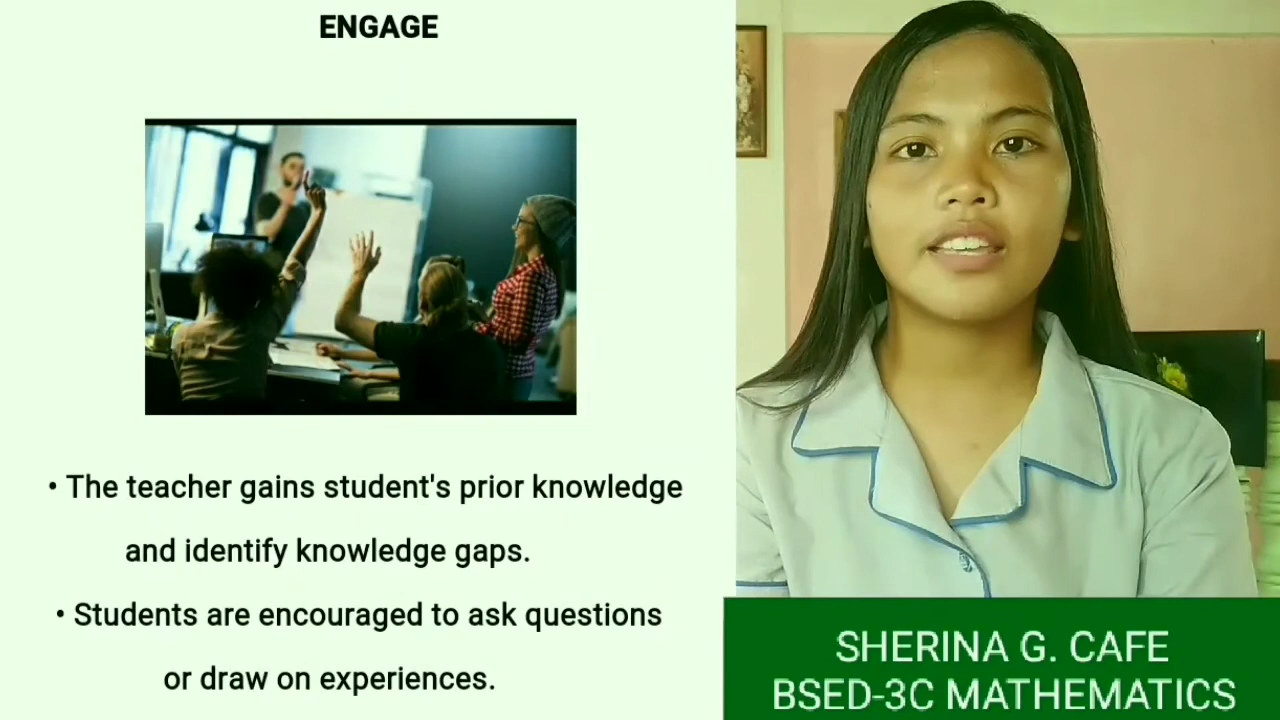 ENGAGE
• The teacher gains student's prior knowledge
and identify knowledge gaps.
• Students are encouraged to ask questions
or draw on experiences.
SHERINA G. CAFE
BSED-3C MATHEMATICS